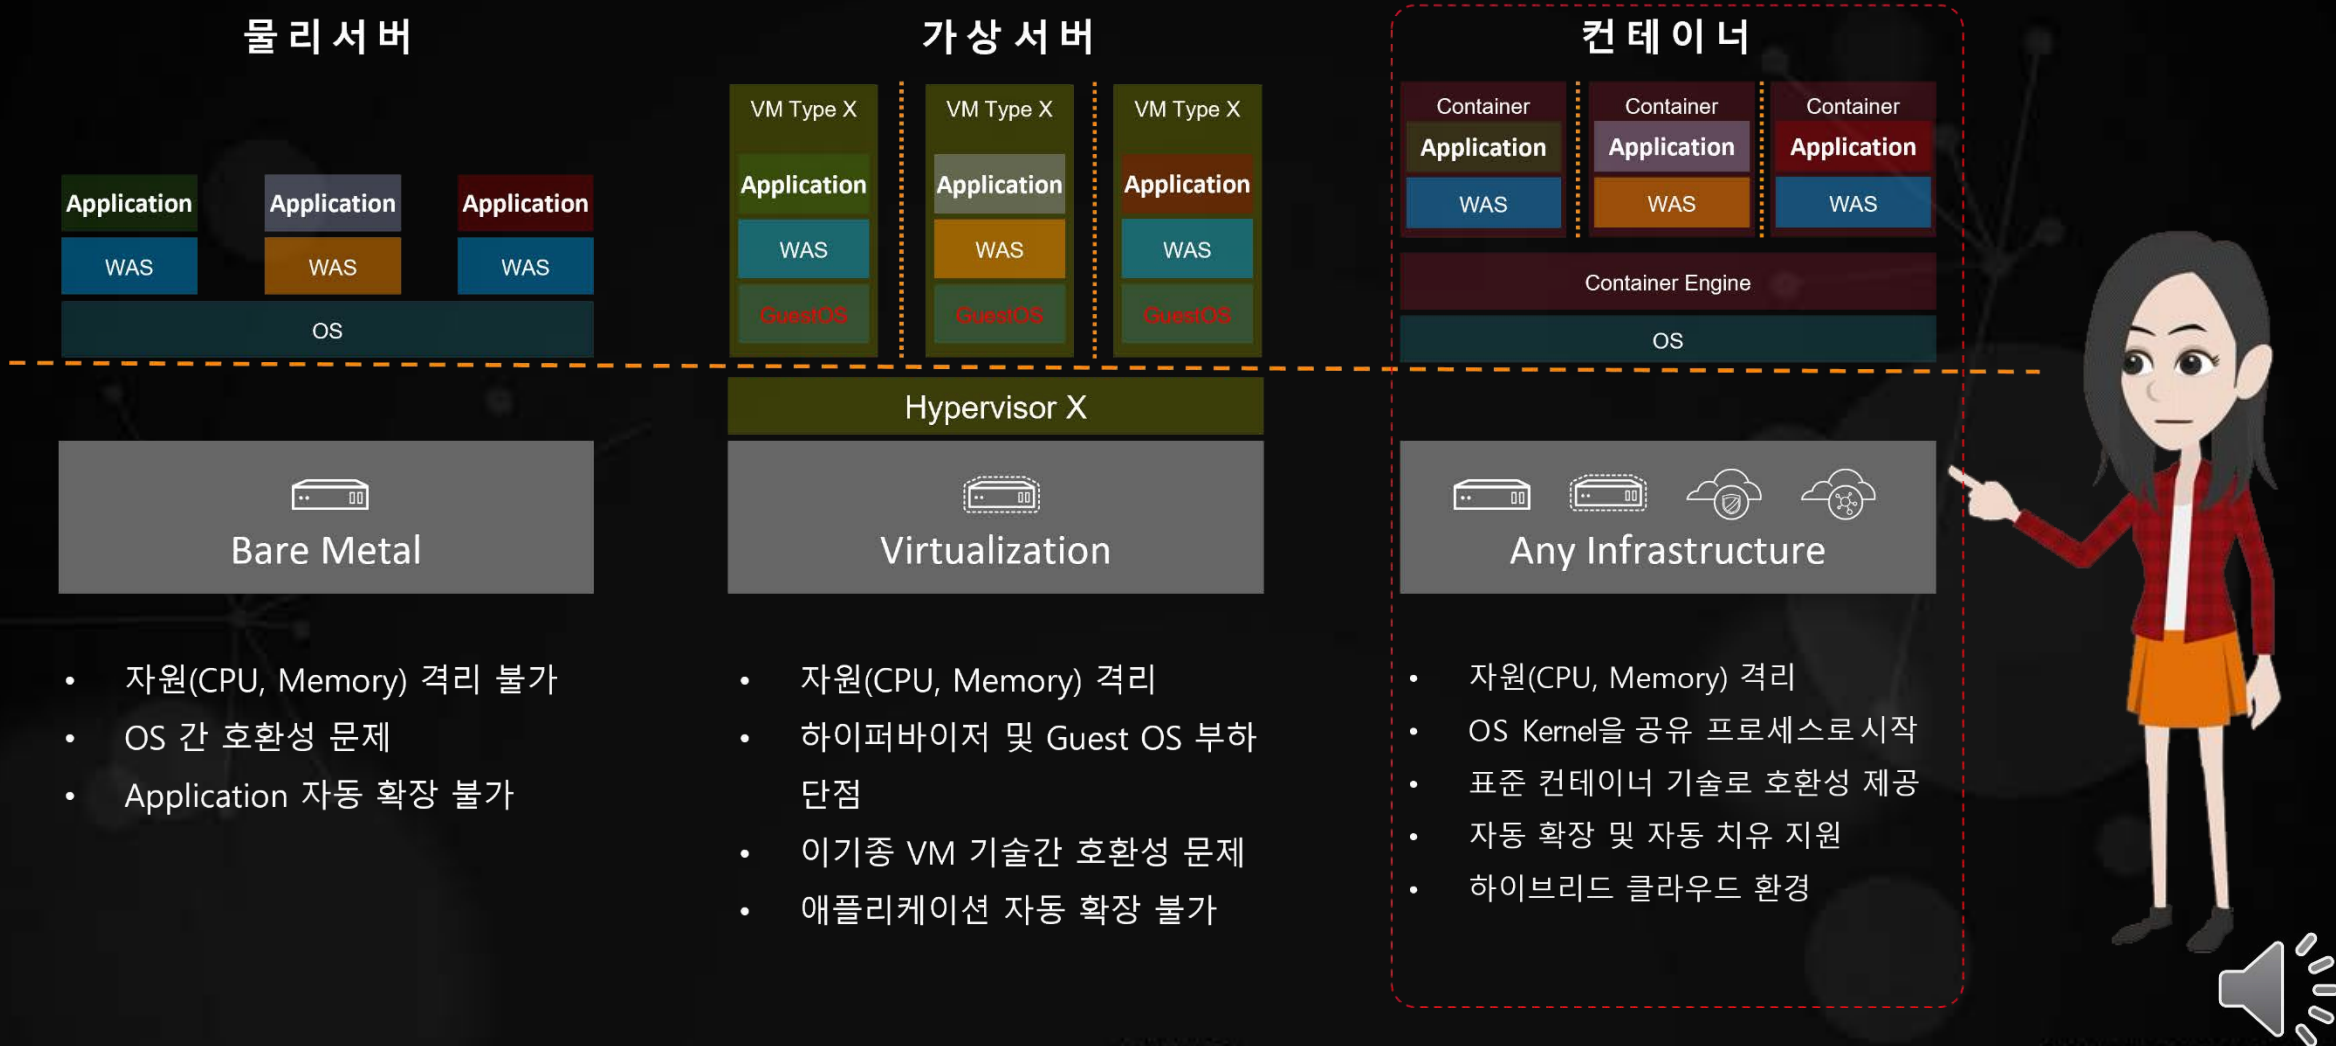 물리서버
Application Application Application
WAS WAS WAS
OS
Bare Metal
• 자원(CPU, Memory) 격리 불가
• OS 간 호환성 문제
• Application 자동 확장 불가
가상 서버
VM Type X VM Type X VM Type X
Application Application Application
WAS WAS WAS
GuestOS GuestOS GuestOS
Hypervisor X
Virtualization
• 자원(CPU, Memory) 격리
• 하이퍼바이저 및 Guest OS 부하
단점
• 이기종 VM 기술간 호환성 문제
• 애플리케이션 자동 확장 불가
컨테이너
Container Container Container
Application Application Application
WAS WAS WAS
Container Engine
OS
Any Infrastructure
• 자원(CPU, Memory) 격리
• OS Kernel을 공유 프로세스로 시작
• 표준 컨테이너 기술로 호환성 제공
• 자동 확장 및 자동 치유 지원
• 하이브리드 클라우드 환경